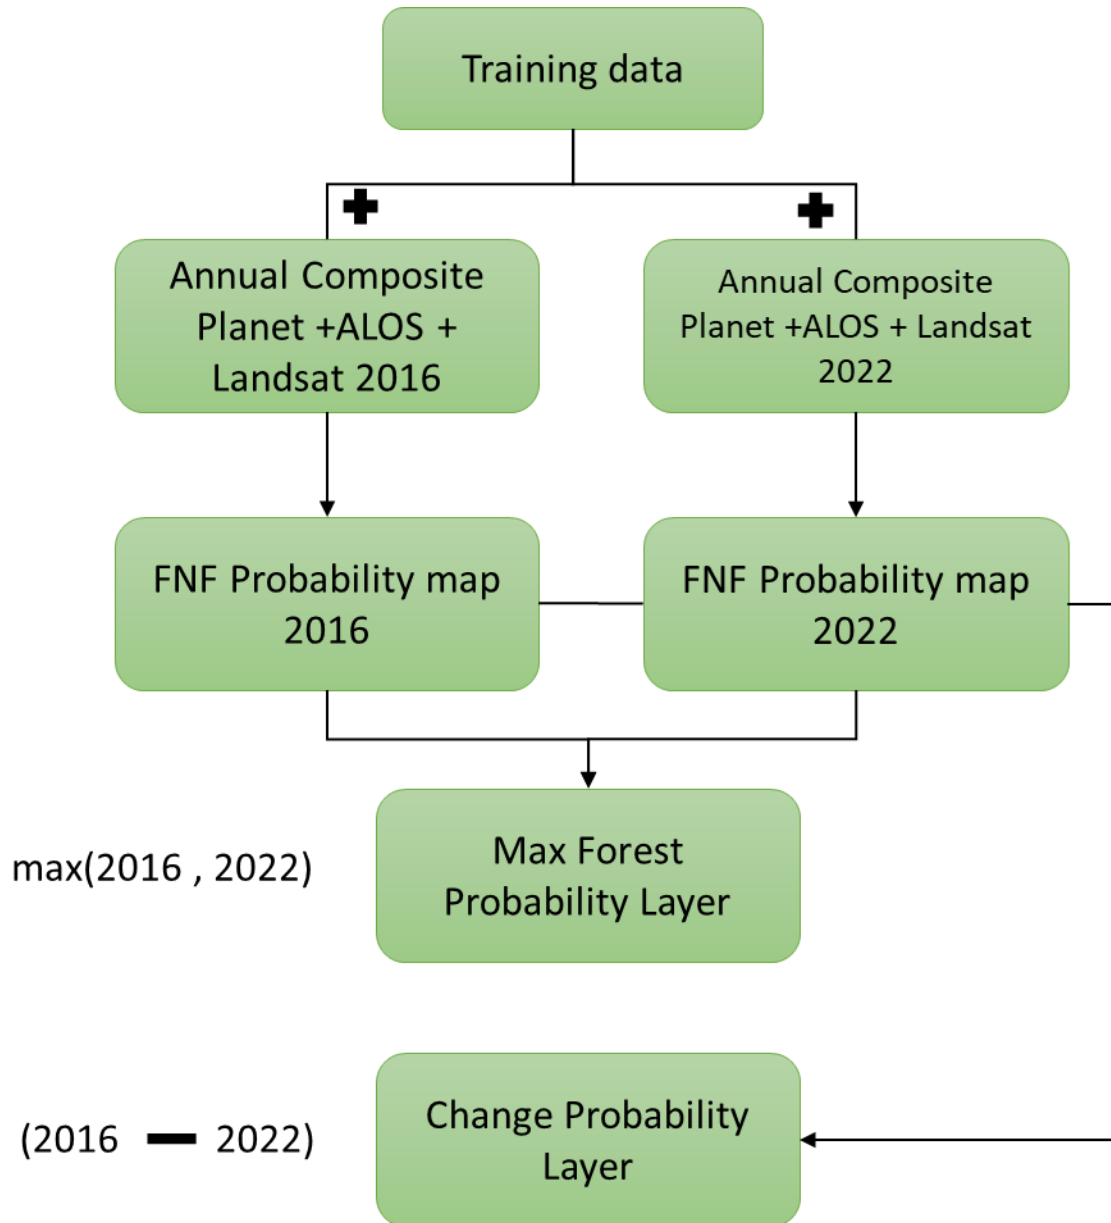 Training data
Annual Composite
Planet +ALOS +
Landsat 2016
Annual Composite
Planet +ALOS + Landsat
2022
FNF Probability map
2016
FNF Probability map
2022
max(2016 , 2022)
Max Forest
Probability Layer
(2016 — 2022)
Change Probability
Layer